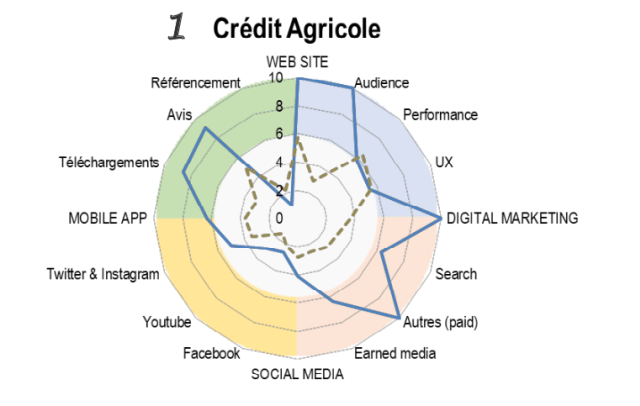 1 Crédit Agricole
WEB SITE
Référencement
10
Audience
8
Avis
Performance
6
4
Téléchargements
UX
2
MOBILE APP
0
DIGITAL MARKETING
Twitter & Instagram
Search
Youtube
Autres (paid)
Facebook
Earned media
SOCIAL MEDIA